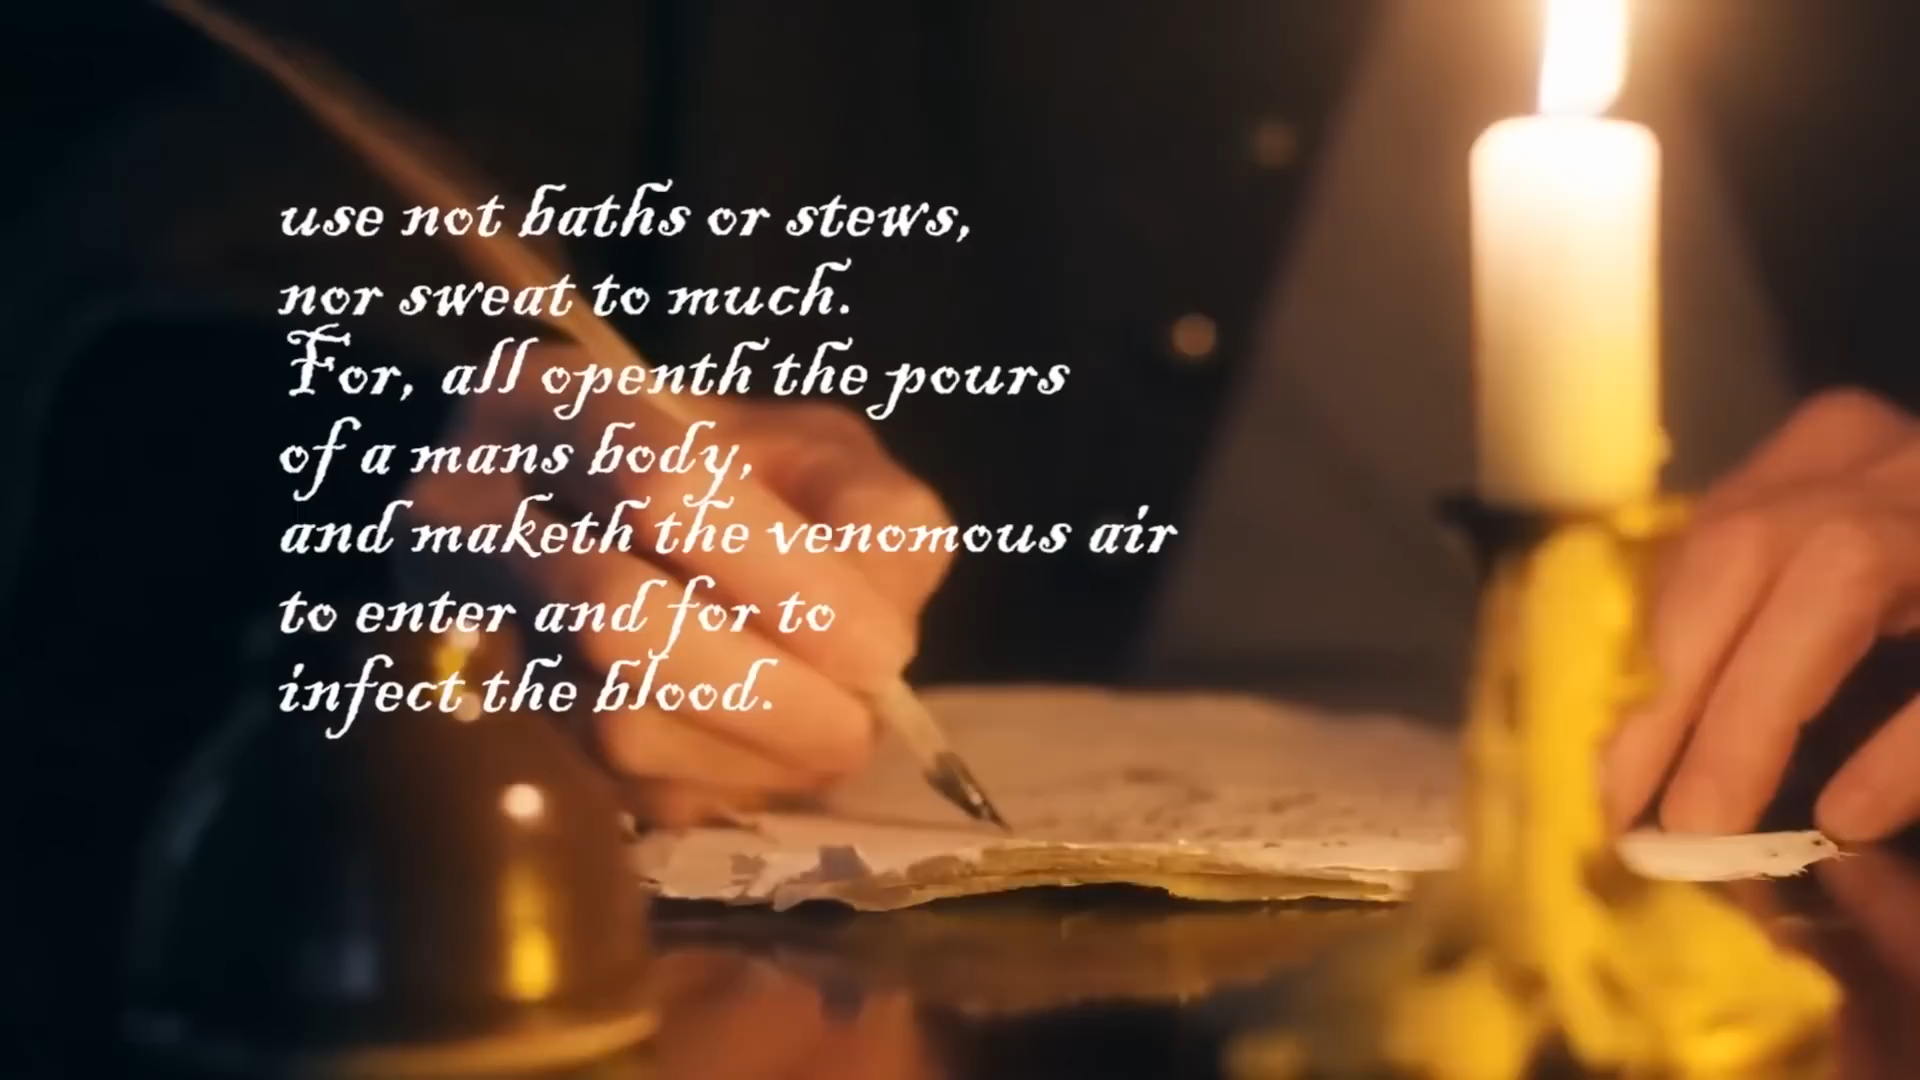 use not baths or stews,
nor sweat to much.
For, all openth the pours
of a mans body,
and maketh the venomous air
to enter and for to
infect the blood.